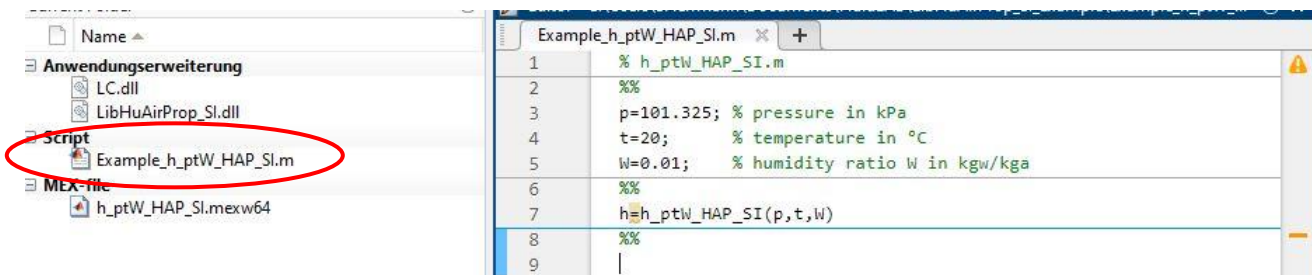 Name
Anwendungserweiterung
LC.dll
LibHuAirProp_SI.dll
Script
Example_h_ptW_HAP_SI.m
MEX-file
h_ptW_HAP_SI.mexw64
Example_h_ptW_HAP_SI.m × +
1 % h_ptW_HAP_SI.m
2 %%
3 p=101.325; % pressure in kPa
4 t=20; % temperature in °C
5 W=0.01; % humidity ratio W in kgw/kga
6 %%
7 h=h_ptW_HAP_SI(p,t,W)
8 %%
9